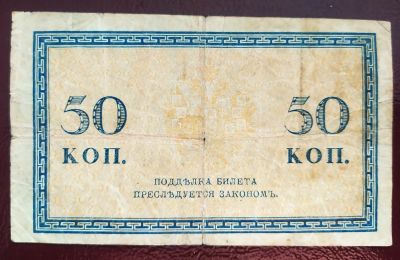 50 50
КОП. КОП.
ПОДДѢЛКА БИЛЕТА
ПРЕСЛѢДУЕТСЯ ЗАКОНОМЪ.